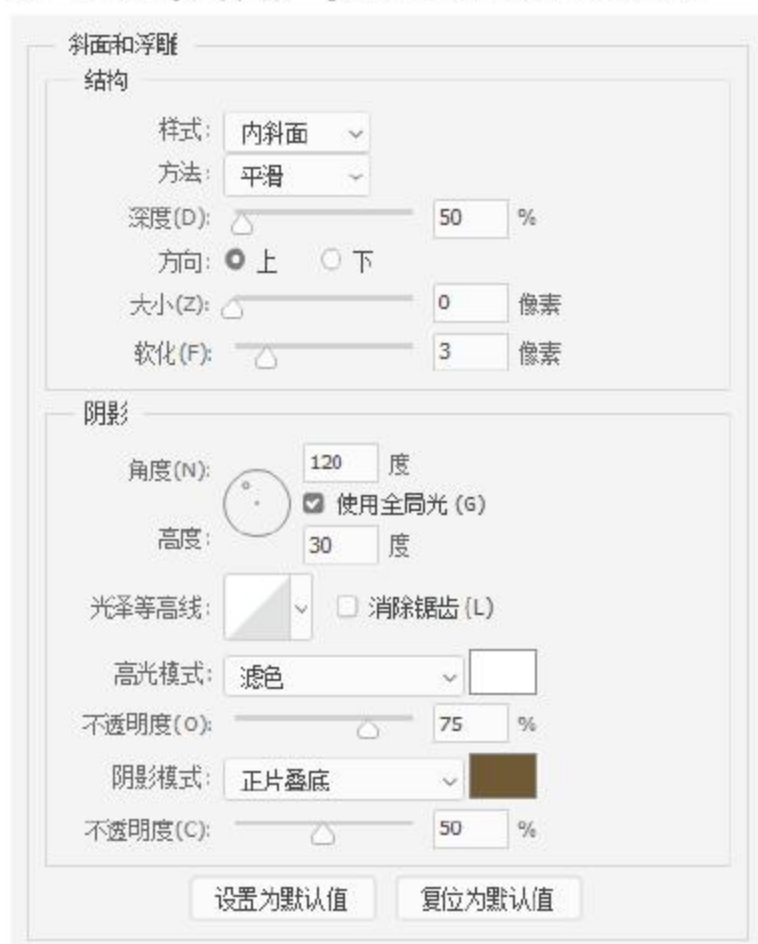 斜面和浮雕
结构
样式: 内斜面
方法: 平滑
深度(D): 50 %
方向: 上 下
大小(Z): 0 像素
软化(F): 3 像素
阴影
角度(N): 120 度
使用全局光 (G)
高度: 30 度
光泽等高线: 消除锯齿 (L)
高光模式: 滤色
不透明度(O): 75 %
阴影模式: 正片叠底
不透明度(C): 50 %
设置为默认值 复位为默认值